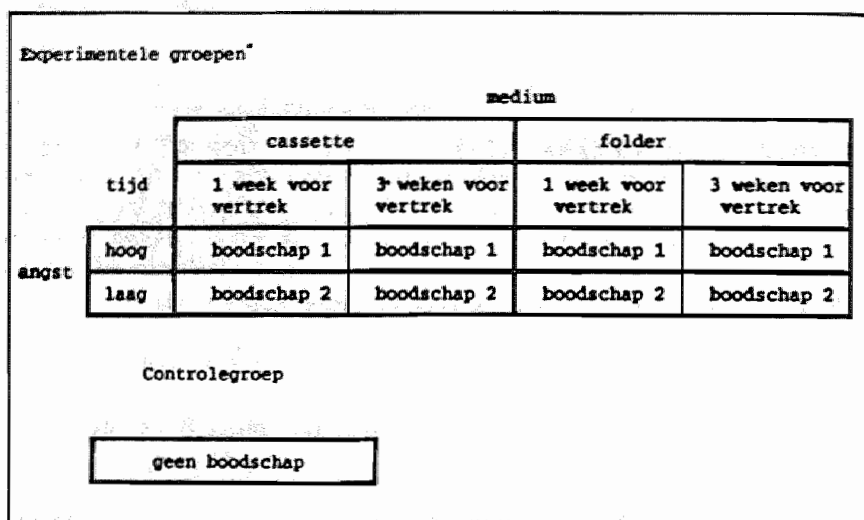 Experimentele groepen*
medium
cassette folder
tijd 1 week voor vertrek 3 weken voor vertrek 1 week voor vertrek 3 weken voor vertrek
angst hoog boodschap 1 boodschap 1 boodschap 1 boodschap 1
laag boodschap 2 boodschap 2 boodschap 2 boodschap 2
Controlegroep
geen boodschap